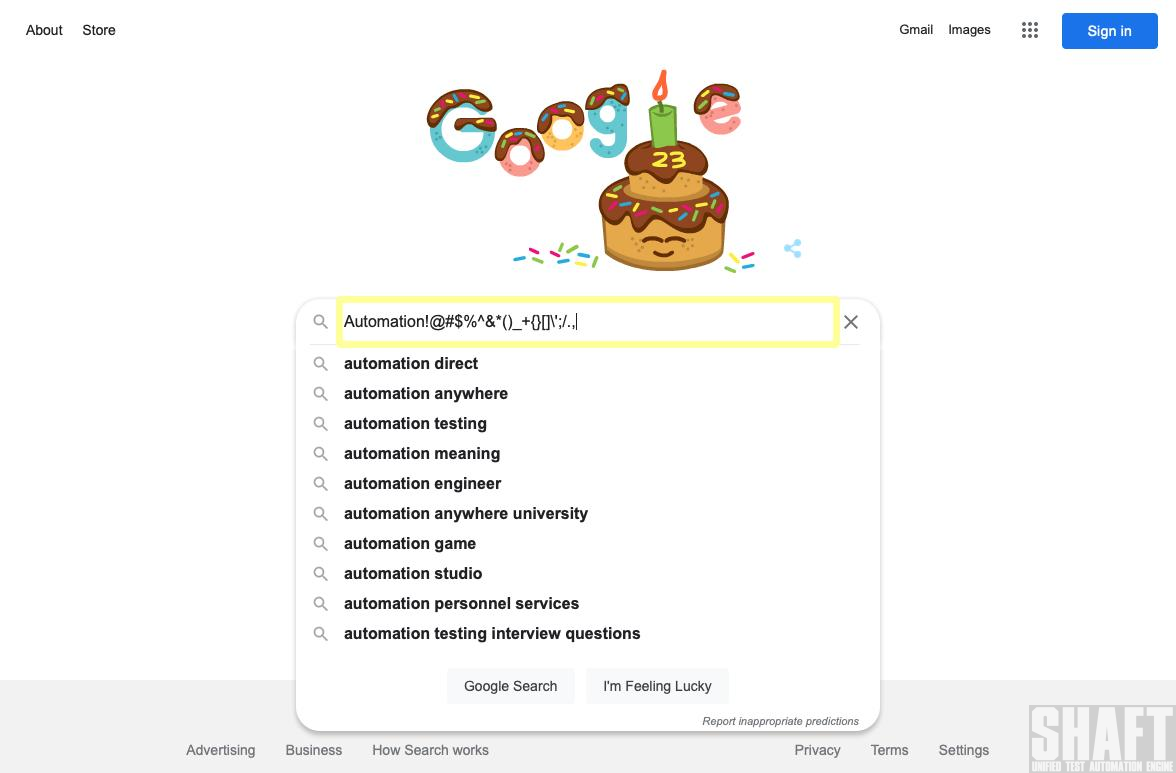 About Store
Gmail Images
Sign in
Google
23
Automation!@#$%^&*()_+{}[]\';/.,
automation direct
automation anywhere
automation testing
automation meaning
automation engineer
automation anywhere university
automation game
automation studio
automation personnel services
automation testing interview questions
Google Search
I'm Feeling Lucky
Report inappropriate predictions
Advertising Business How Search works
Privacy Terms Settings
SHAFT
UNIFIED TEST AUTOMATION ENGINE